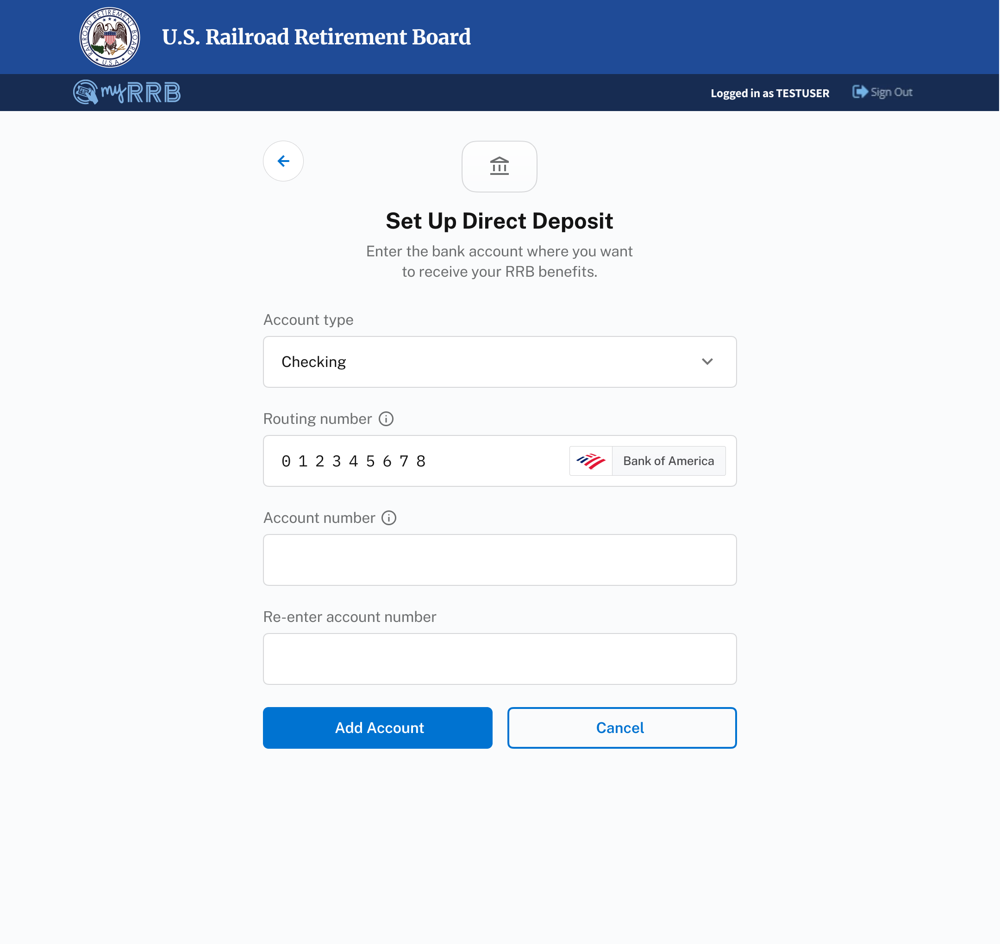 RAILROAD RETIREMENT BOARD
U.S.A.
U.S. Railroad Retirement Board
myRRB
Logged in as TESTUSER
Sign Out
Set Up Direct Deposit
Enter the bank account where you want
to receive your RRB benefits.
Account type
Checking
Routing number
0 1 2 3 4 5 6 7 8
Bank of America
Account number
Re-enter account number
Add Account
Cancel